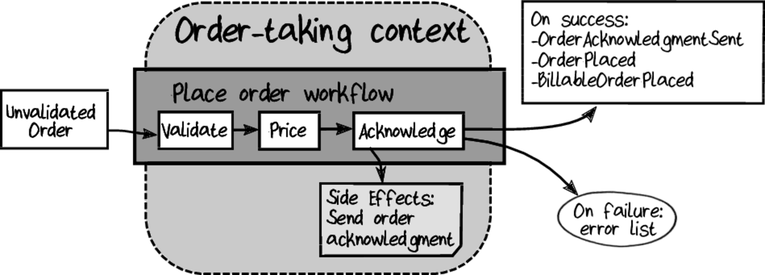 Order-taking context
Place order workflow
Unvalidated
Order
Validate
Price
Acknowledge
Side Effects:
Send order
acknowledgment
On success:
-OrderAcknowledgmentSent
-OrderPlaced
-BillableOrderPlaced
On failure:
error list